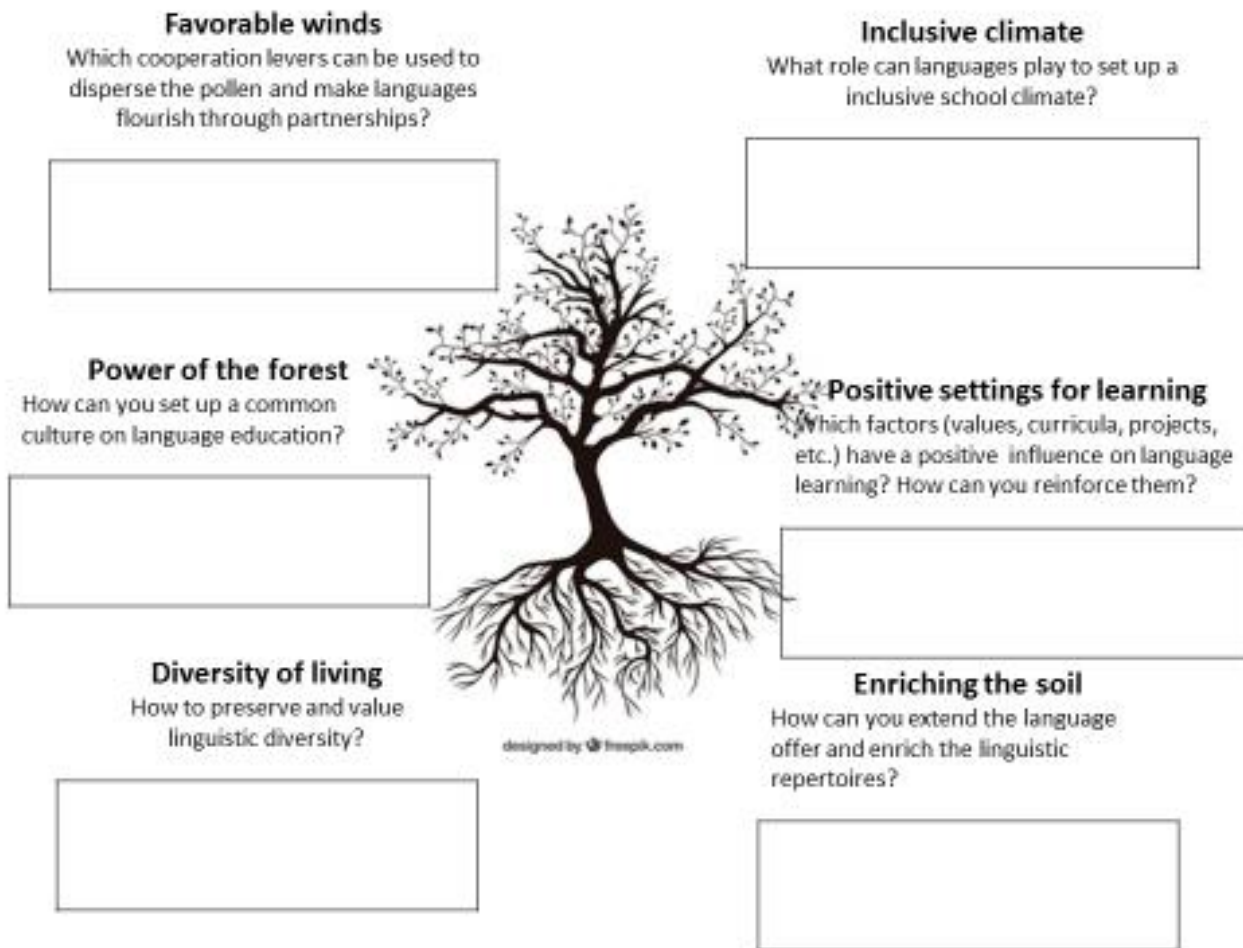 Favorable winds
Which cooperation levers can be used to
disperse the pollen and make languages
flourish through partnerships?
Inclusive climate
What role can languages play to set up a
inclusive school climate?
Power of the forest
How can you set up a common
culture on language education?
Positive settings for learning
Which factors (values, curricula, projects,
etc.) have a positive influence on language
learning? How can you reinforce them?
Diversity of living
How to preserve and value
linguistic diversity?
designed by freepik.com
Enriching the soil
How can you extend the language
offer and enrich the linguistic
repertoires?